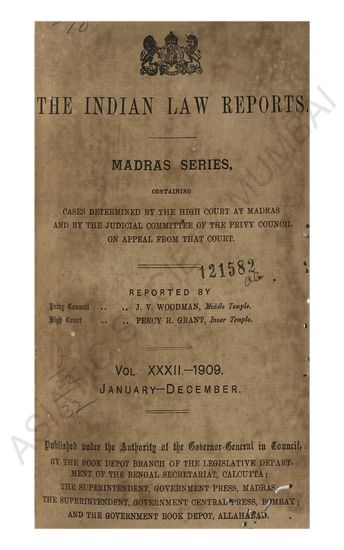 THE INDIAN LAW REPORTS.
MADRAS SERIES,
CONTAINING
CASES DETERMINED BY THE HIGH COURT AT MADRAS
AND BY THE JUDICIAL COMMITTEE OF THE PRIVY COUNCIL
ON APPEAL FROM THAT COURT.
121582
REPORTED BY
Privy Council „ „ J. V. WOODMAN, Middle Temple.
High Court „ „ PERCY R. GRANT, Inner Temple.
VOL. XXXII.—1909.
JANUARY—DECEMBER.
Published under the Authority of the Governor-General in Council,
BY THE BOOK DEPOT BRANCH OF THE LEGISLATIVE DEPART-
MENT OF THE BENGAL SECRETARIAT, CALCUTTA;
THE SUPERINTENDENT, GOVERNMENT PRESS, MADRAS;
THE SUPERINTENDENT, GOVERNMENT CENTRAL PRESS, BOMBAY;
AND THE GOVERNMENT BOOK DEPOT, ALLAHABAD.